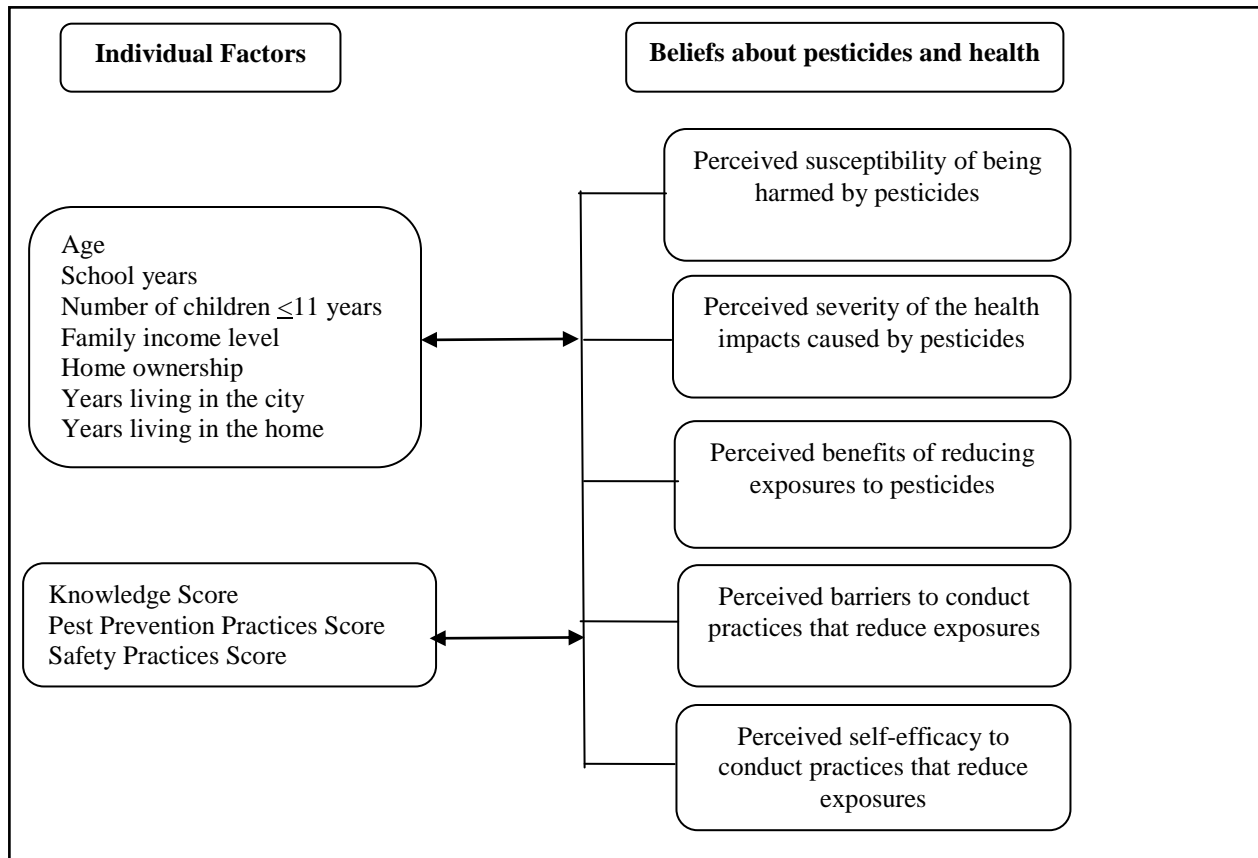 Individual Factors
Beliefs about pesticides and health
Age
School years
Number of children ≤11 years
Family income level
Home ownership
Years living in the city
Years living in the home
Knowledge Score
Pest Prevention Practices Score
Safety Practices Score
Perceived susceptibility of being
harmed by pesticides
Perceived severity of the health
impacts caused by pesticides
Perceived benefits of reducing
exposures to pesticides
Perceived barriers to conduct
practices that reduce exposures
Perceived self-efficacy to
conduct practices that reduce
exposures